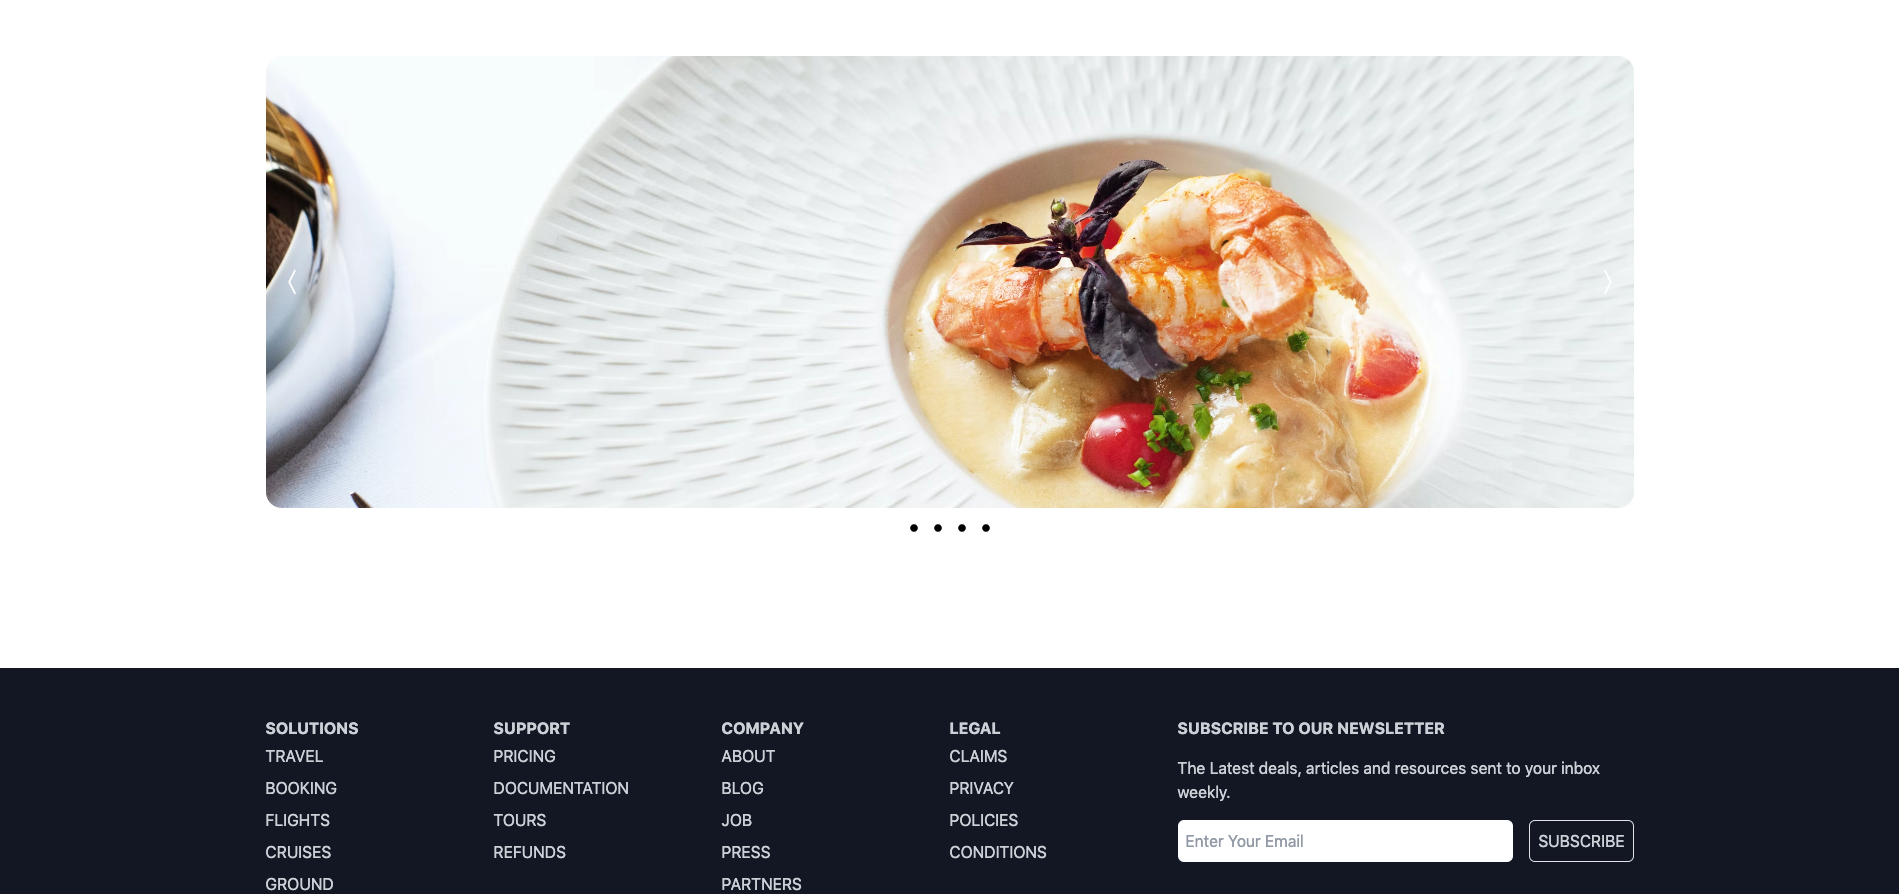 SOLUTIONS
TRAVEL
BOOKING
FLIGHTS
CRUISES
GROUND
SUPPORT
PRICING
DOCUMENTATION
TOURS
REFUNDS
COMPANY
ABOUT
BLOG
JOB
PRESS
PARTNERS
LEGAL
CLAIMS
PRIVACY
POLICIES
CONDITIONS
SUBSCRIBE TO OUR NEWSLETTER
The Latest deals, articles and resources sent to your inbox
weekly.
Enter Your Email
SUBSCRIBE